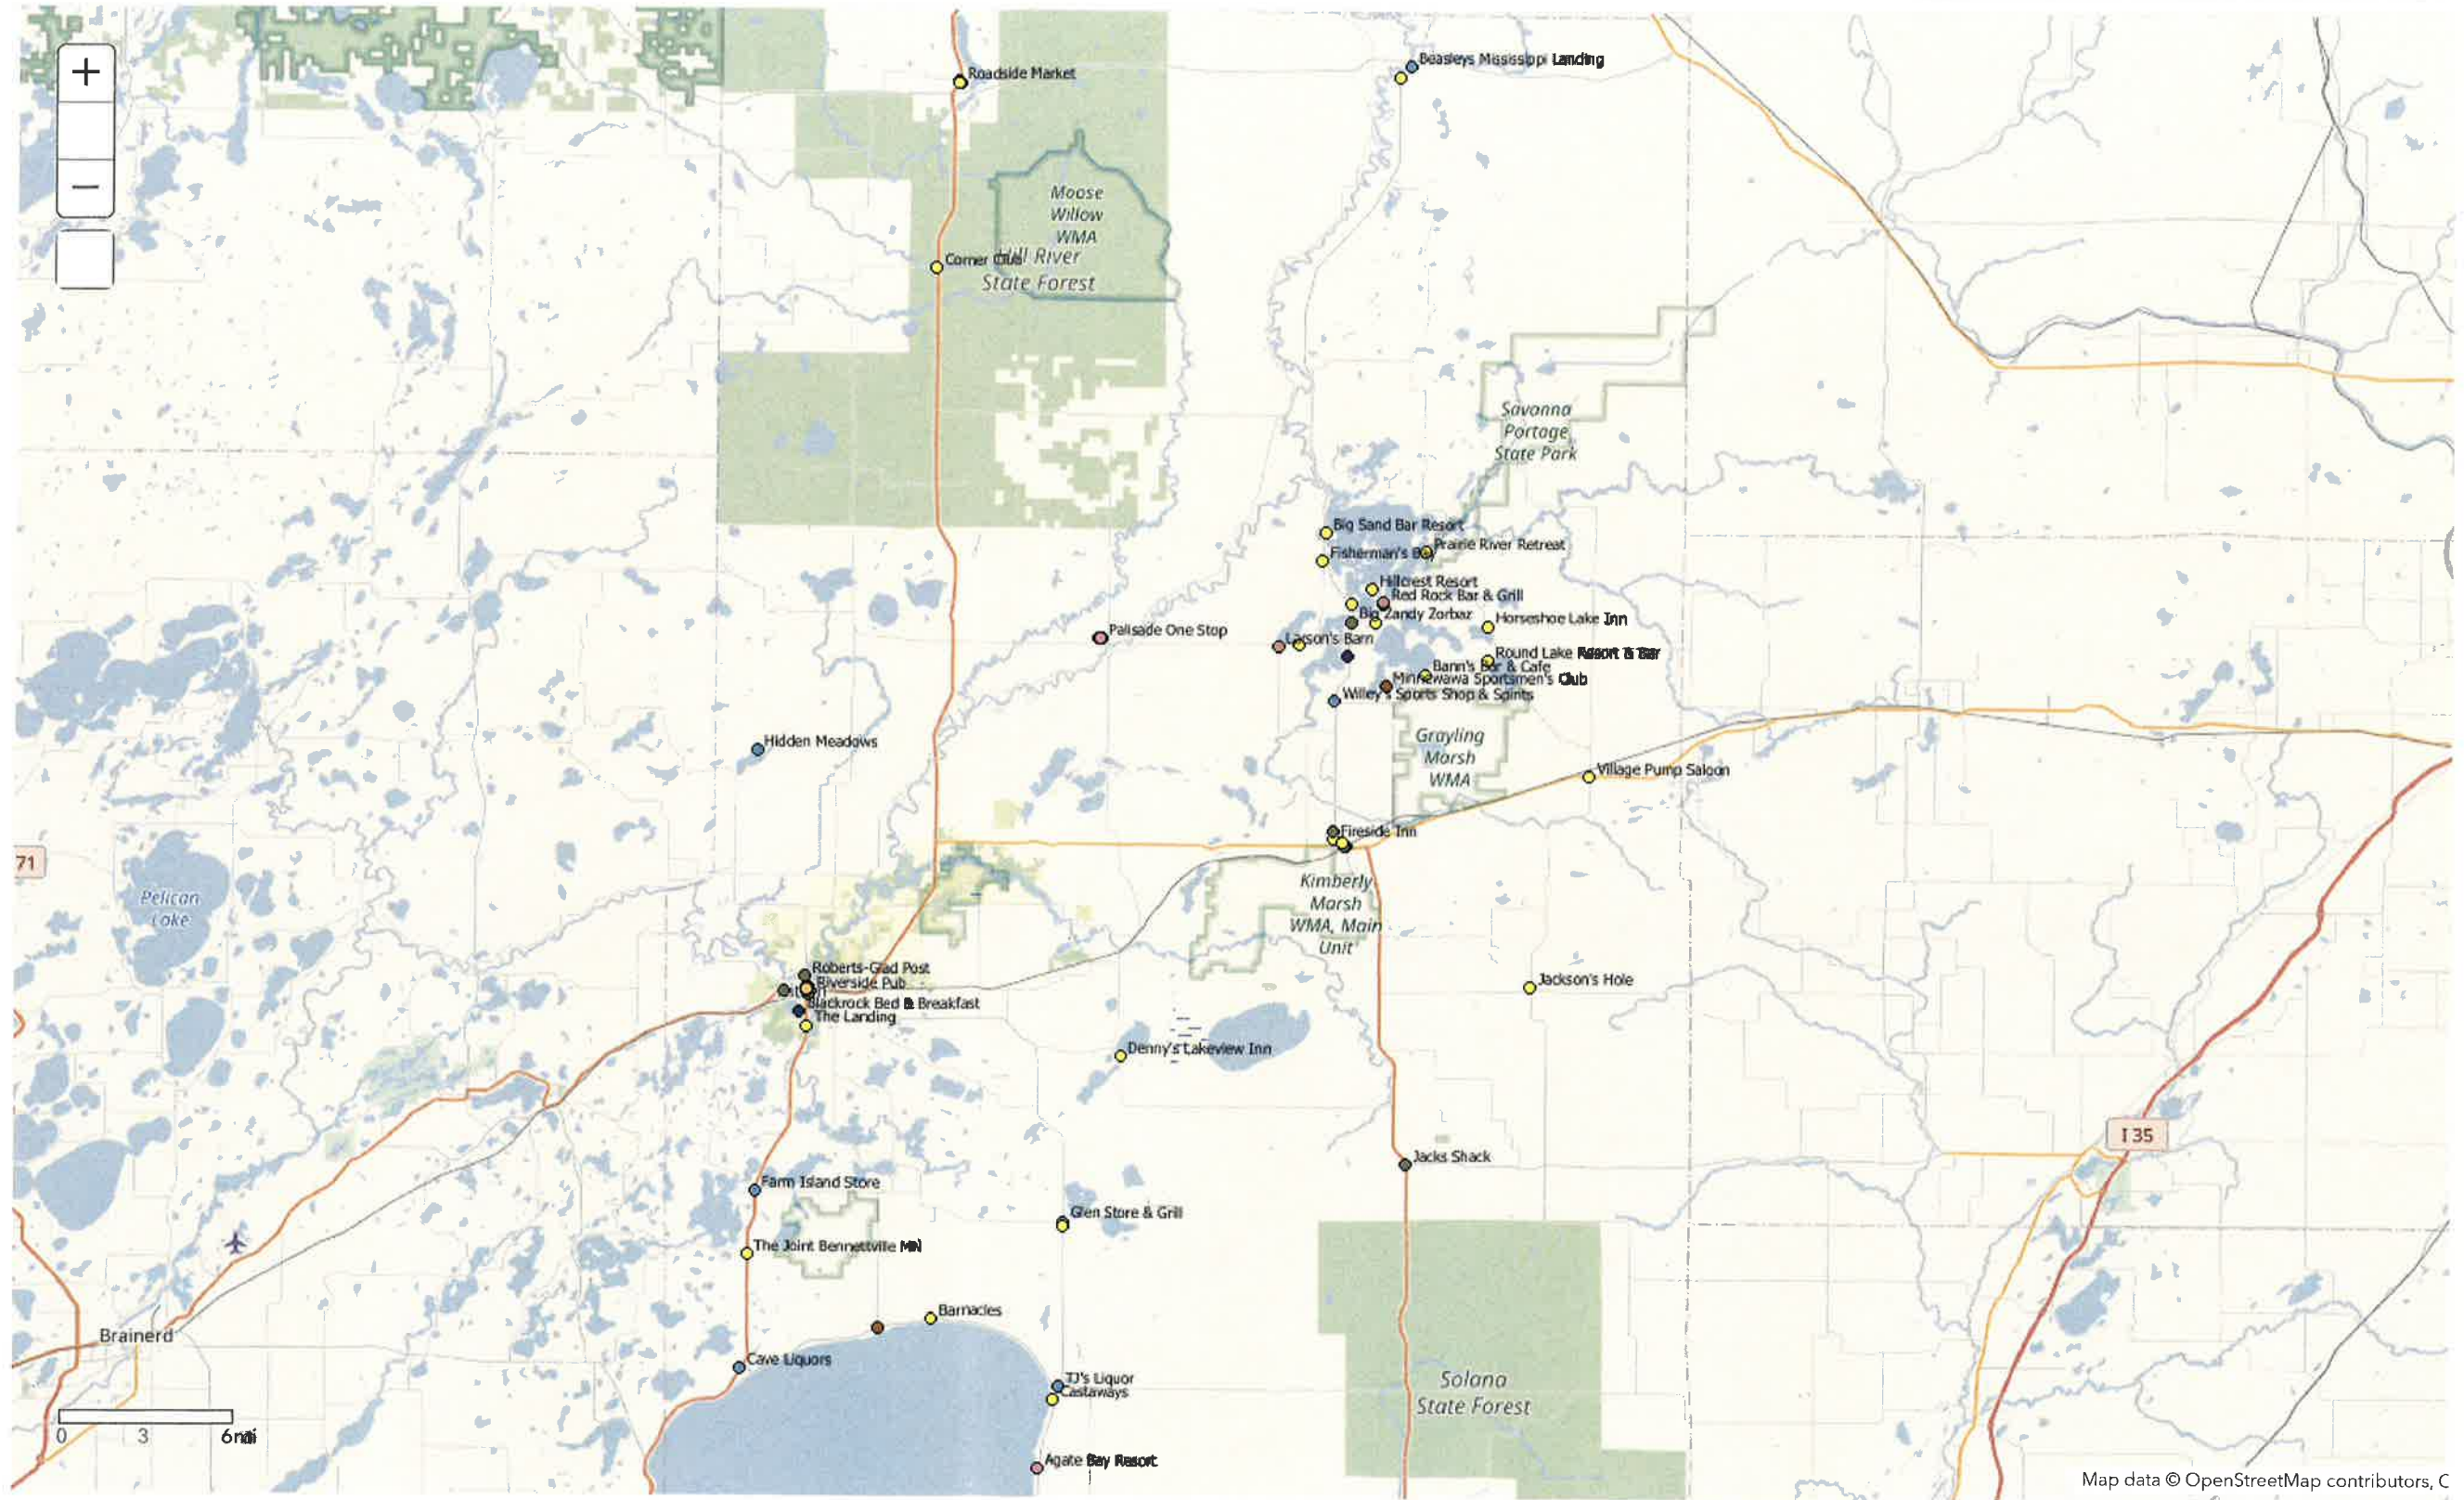 +
−
Roadside Market
Beasleys Mississippi Landing
Moose
Willow
WMA
Corner Club
Hill River
State Forest
Savanna
Portage
State Park
Big Sand Bar Resort
Prairie River Retreat
Fisherman's Bay
Hillcrest Resort
Red Rock Bar & Grill
Big Zandy Zorbaz
Horseshoe Lake Inn
Palisade One Stop
Larson's Barn
Round Lake Resort & Bar
Bann's Bar & Cafe
Minnewawa Sportsmen's Club
Willey's Sports Shop & Spirits
Hidden Meadows
Grayling
Marsh
WMA
Village Pump Saloon
Fireside Inn
71
Pelican
Lake
Kimberly
Marsh
WMA, Main
Unit
Roberts-Glad Post
Riverside Pub
Blackrock Bed & Breakfast
The Landing
Jackson's Hole
Denny's Lakeview Inn
I 35
Jacks Shack
Farm Island Store
Glen Store & Grill
The Joint Bennettville MN
Barnacles
Brainerd
Cave Liquors
TJ's Liquor
Castaways
Solana
State Forest
0 3 6mi
Agate Bay Resort
Map data © OpenStreetMap contributors, C